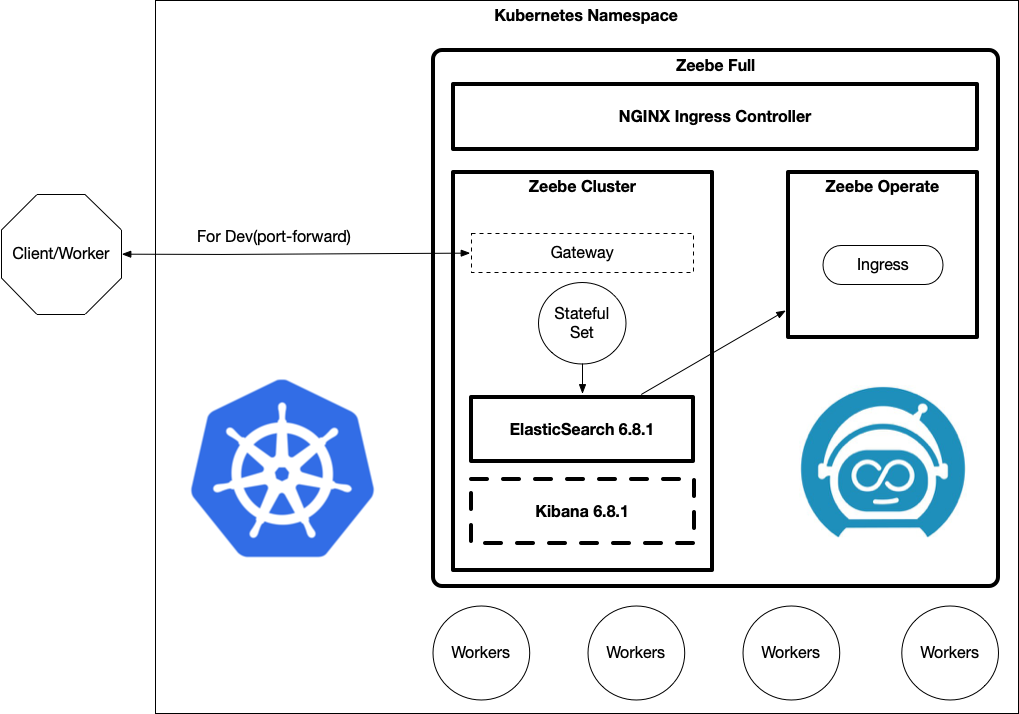 Kubernetes Namespace
Zeebe Full
NGINX Ingress Controller
Zeebe Cluster
Zeebe Operate
For Dev(port-forward)
Client/Worker
Gateway
Ingress
Stateful
Set
ElasticSearch 6.8.1
Kibana 6.8.1
Workers
Workers
Workers
Workers